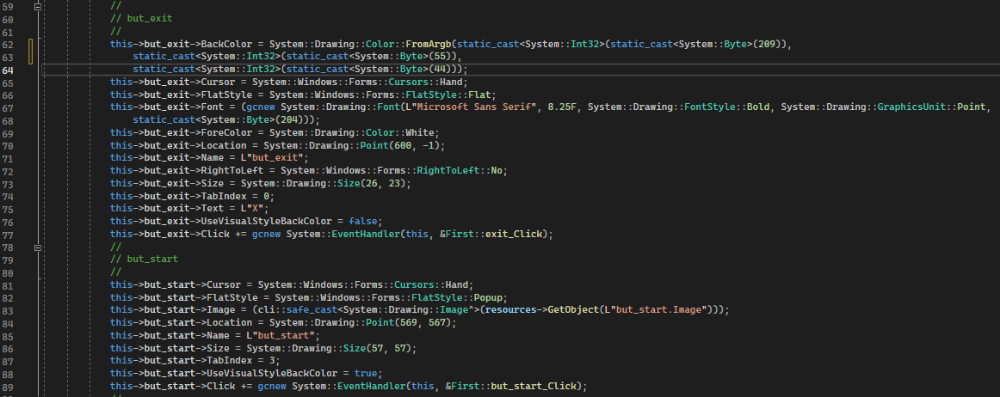 59 //
60 // but_exit
61 //
62 this->but_exit->BackColor = System::Drawing::Color::FromArgb(static_cast<System::Int32>(static_cast<System::Byte>(209)),
63 static_cast<System::Int32>(static_cast<System::Byte>(55)),
64 static_cast<System::Int32>(static_cast<System::Byte>(44)));
65 this->but_exit->Cursor = System::Windows::Forms::Cursors::Hand;
66 this->but_exit->FlatStyle = System::Windows::Forms::FlatStyle::Flat;
67 this->but_exit->Font = (gcnew System::Drawing::Font(L"Microsoft Sans Serif", 8.25F, System::Drawing::FontStyle::Bold, System::Drawing::GraphicsUnit::Point,
68 static_cast<System::Byte>(204)));
69 this->but_exit->ForeColor = System::Drawing::Color::White;
70 this->but_exit->Location = System::Drawing::Point(600, -1);
71 this->but_exit->Name = L"but_exit";
72 this->but_exit->RightToLeft = System::Windows::Forms::RightToLeft::No;
73 this->but_exit->Size = System::Drawing::Size(26, 23);
74 this->but_exit->TabIndex = 0;
75 this->but_exit->Text = L"X";
76 this->but_exit->UseVisualStyleBackColor = false;
77 this->but_exit->Click += gcnew System::EventHandler(this, &First::exit_Click);
78 //
79 // but_start
80 //
81 this->but_start->Cursor = System::Windows::Forms::Cursors::Hand;
82 this->but_start->FlatStyle = System::Windows::Forms::FlatStyle::Popup;
83 this->but_start->Image = (cli::safe_cast<System::Drawing::Image^>(resources->GetObject(L"but_start.Image")));
84 this->but_start->Location = System::Drawing::Point(569, 567);
85 this->but_start->Name = L"but_start";
86 this->but_start->Size = System::Drawing::Size(57, 57);
87 this->but_start->TabIndex = 3;
88 this->but_start->UseVisualStyleBackColor = true;
89 this->but_start->Click += gcnew System::EventHandler(this, &First::but_start_Click);